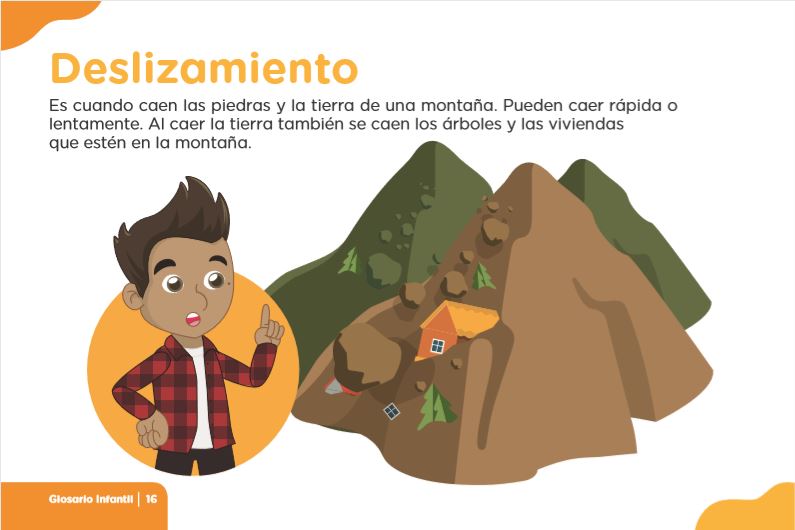 Deslizamiento
Es cuando caen las piedras y la tierra de una montaña. Pueden caer rápida o
lentamente. Al caer la tierra también se caen los árboles y las viviendas
que estén en la montaña.
Glosario Infantil | 16